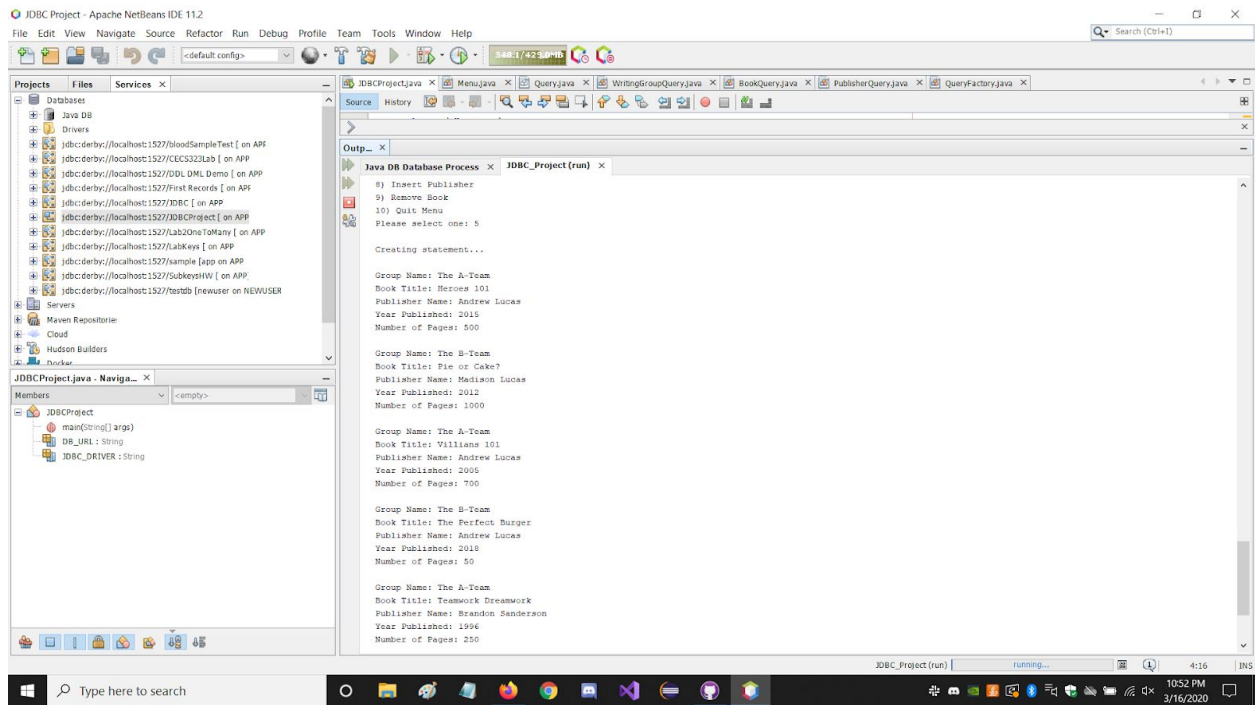 JDBC Project - Apache NetBeans IDE 11.2
File Edit View Navigate Source Refactor Run Debug Profile Team Tools Window Help
Search (Ctrl+I)
<default config>
348.1/425.0MB
Projects Files Services
Databases
Java DB
Drivers
jdbc:derby://localhost:1527/bloodSampleTest [ on APP
jdbc:derby://localhost:1527/CECS323Lab [ on APP
jdbc:derby://localhost:1527/DDL DML Demo [ on APP
jdbc:derby://localhost:1527/First Records [ on APP
jdbc:derby://localhost:1527/JDBC [ on APP
jdbc:derby://localhost:1527/JDBCProject [ on APP
jdbc:derby://localhost:1527/Lab2OneToMany [ on APP
jdbc:derby://localhost:1527/LabKeys [ on APP
jdbc:derby://localhost:1527/sample [app on APP
jdbc:derby://localhost:1527/SubkeysHW [ on APP
jdbc:derby://localhost:1527/testdb [newuser on NEWUSER
Servers
Maven Repositorie
Cloud
Hudson Builders
Docker
JDBCProject.java - Naviga...
Members <empty>
JDBCProject
main(String[] args)
DB_URL : String
JDBC_DRIVER : String
JDBCProject.java Menu.java Query.java WritingGroupQuery.java BookQuery.java PublisherQuery.java QueryFactory.java
Source History
Outp...
Java DB Database Process JDBC_Project (run)
8) Insert Publisher
9) Remove Book
10) Quit Menu
Please select one: 5
Creating statement...
Group Name: The A-Team
Book Title: Heroes 101
Publisher Name: Andrew Lucas
Year Published: 2015
Number of Pages: 500
Group Name: The B-Team
Book Title: Pie or Cake?
Publisher Name: Madison Lucas
Year Published: 2012
Number of Pages: 1000
Group Name: The A-Team
Book Title: Villians 101
Publisher Name: Andrew Lucas
Year Published: 2005
Number of Pages: 700
Group Name: The B-Team
Book Title: The Perfect Burger
Publisher Name: Andrew Lucas
Year Published: 2018
Number of Pages: 50
Group Name: The A-Team
Book Title: Teamwork Dreamwork
Publisher Name: Brandon Sanderson
Year Published: 1996
Number of Pages: 250
JDBC_Project (run) running... 4:16 INS
Type here to search
10:52 PM
3/16/2020